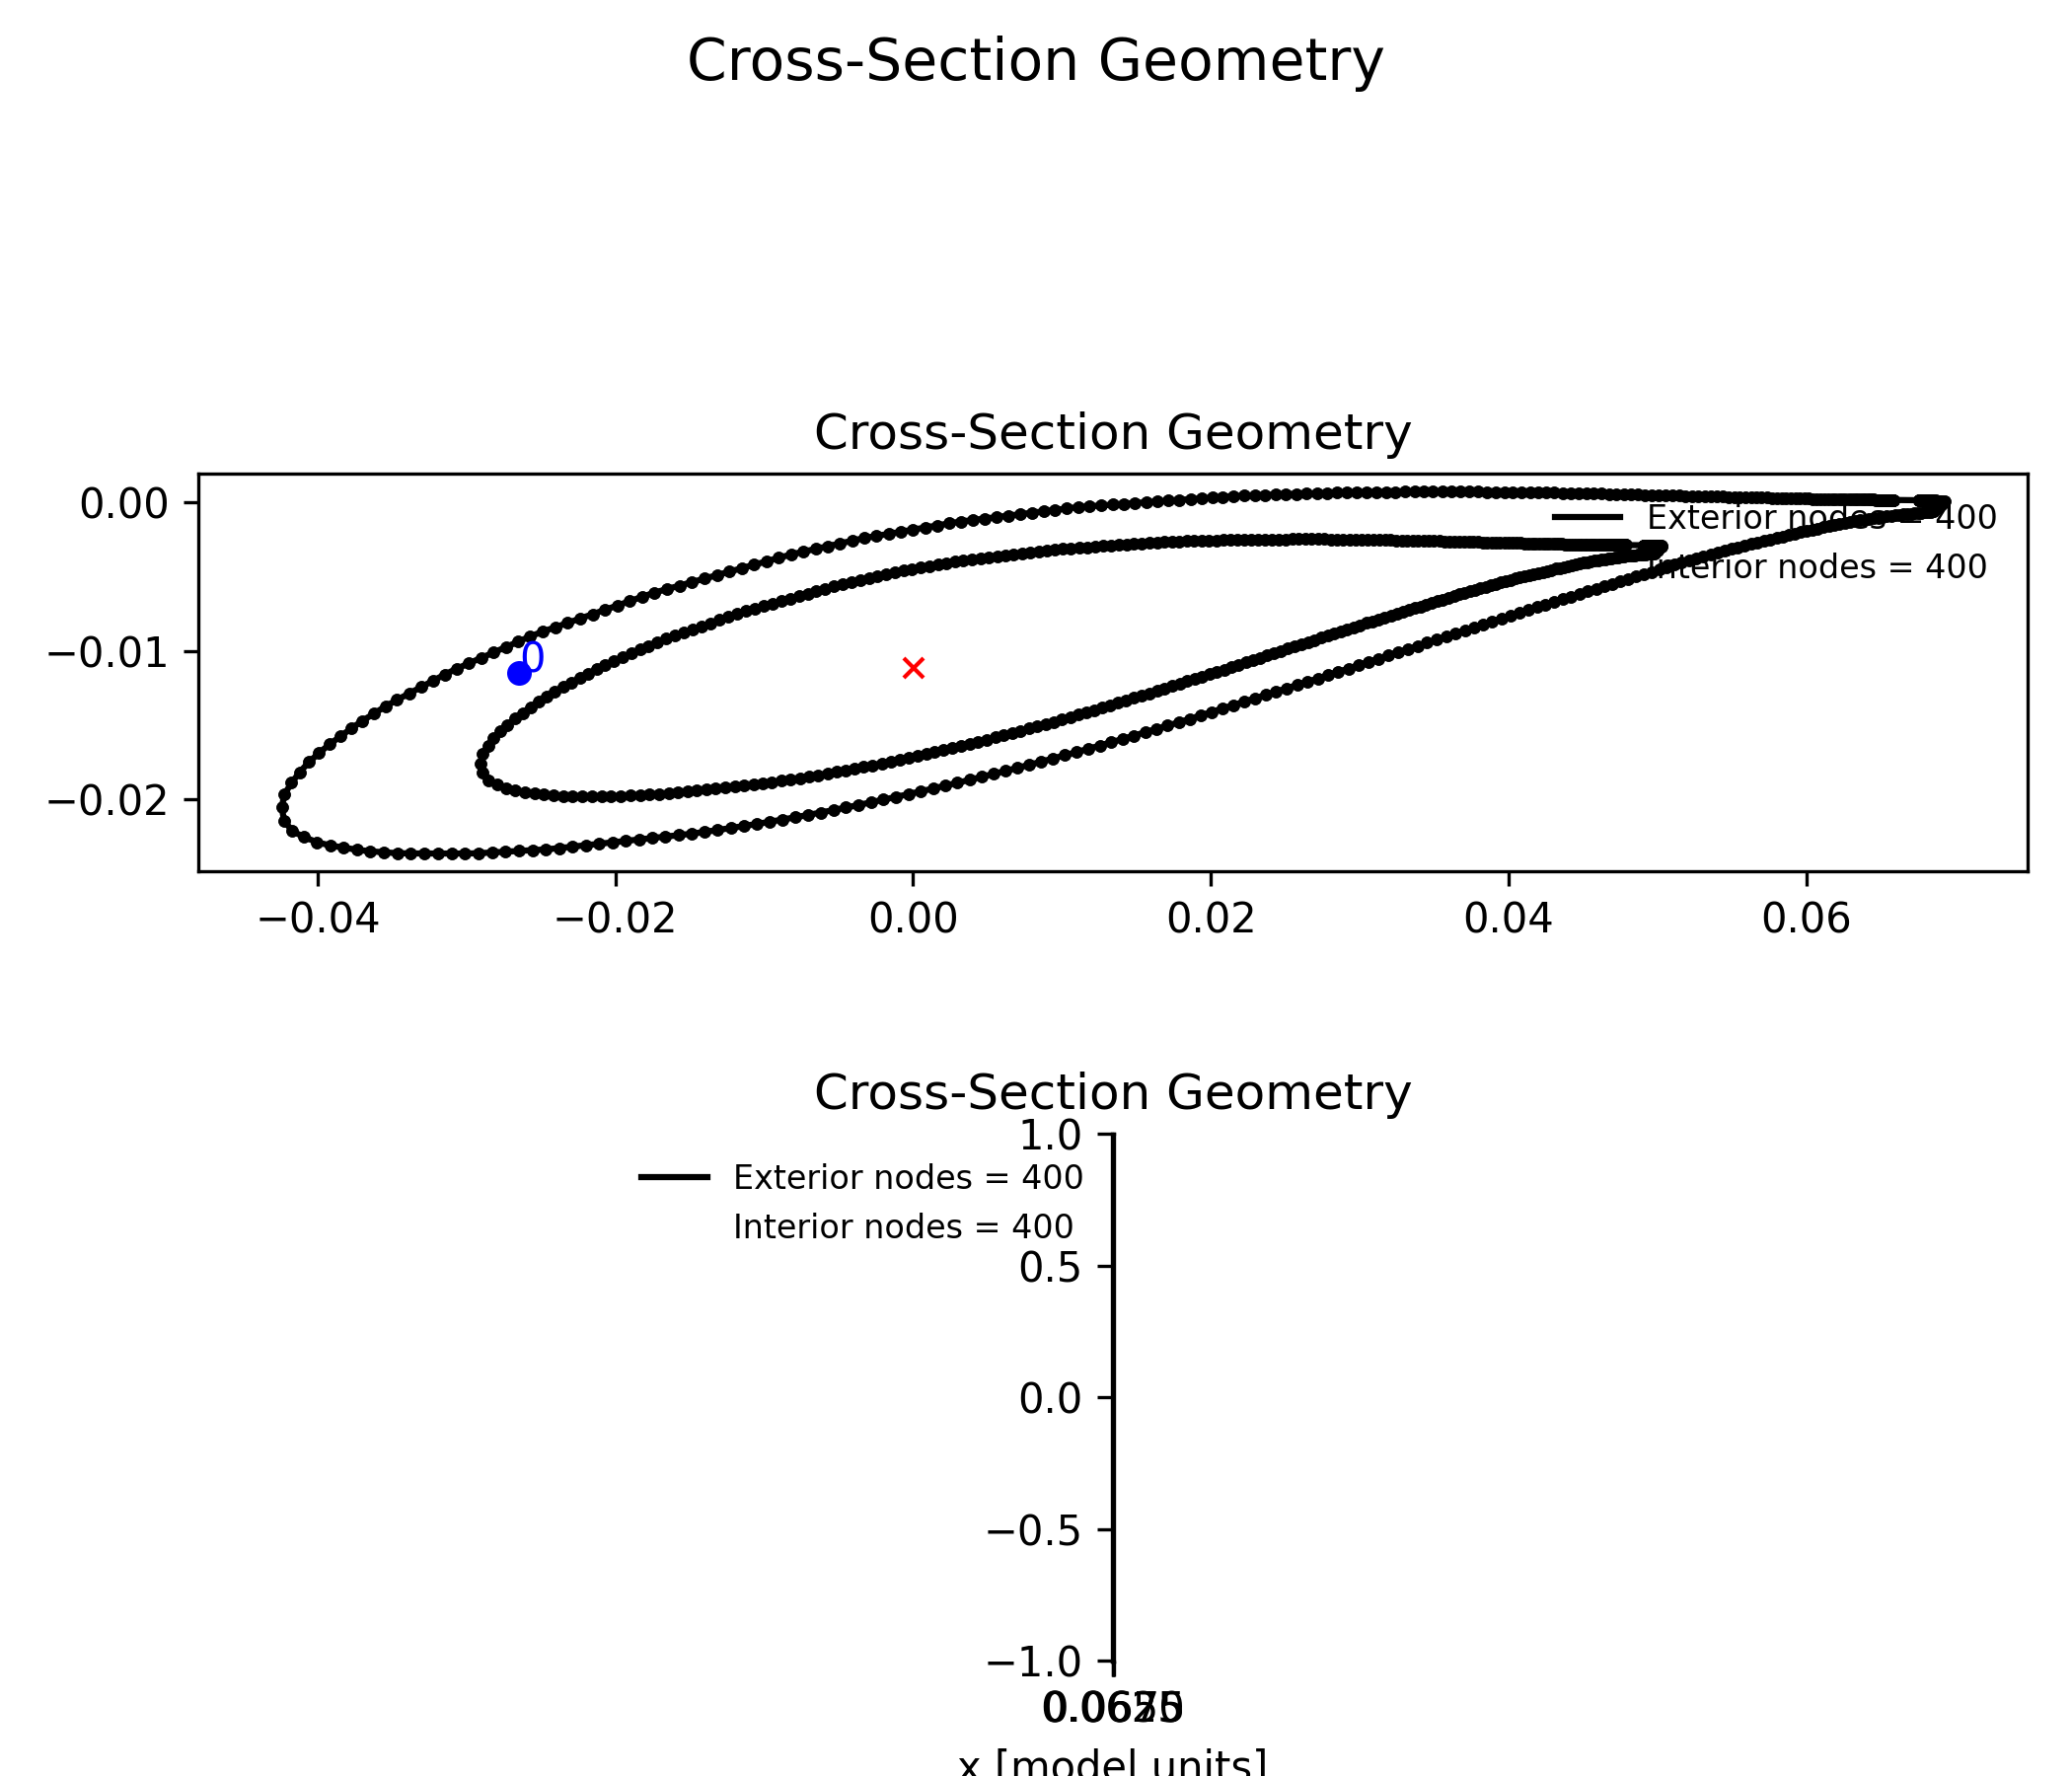 Cross-Section Geometry
Cross-Section Geometry
0.00
−0.01
−0.02
0
Exterior nodes = 400
Interior nodes = 400
−0.04 −0.02 0.00 0.02 0.04 0.06
Cross-Section Geometry
1.0
Exterior nodes = 400
Interior nodes = 400
0.5
0.0
−0.5
−1.0
x [model units]